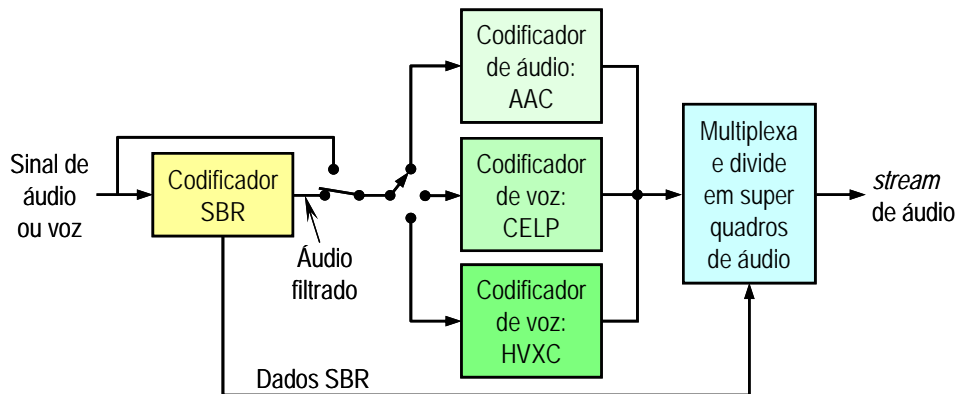 Sinal de
áudio
ou voz
Codificador
SBR
Áudio
filtrado
Dados SBR
Codificador
de áudio:
AAC
Codificador
de voz:
CELP
Codificador
de voz:
HVXC
Multiplexa
e divide
em super
quadros
de áudio
stream
de áudio